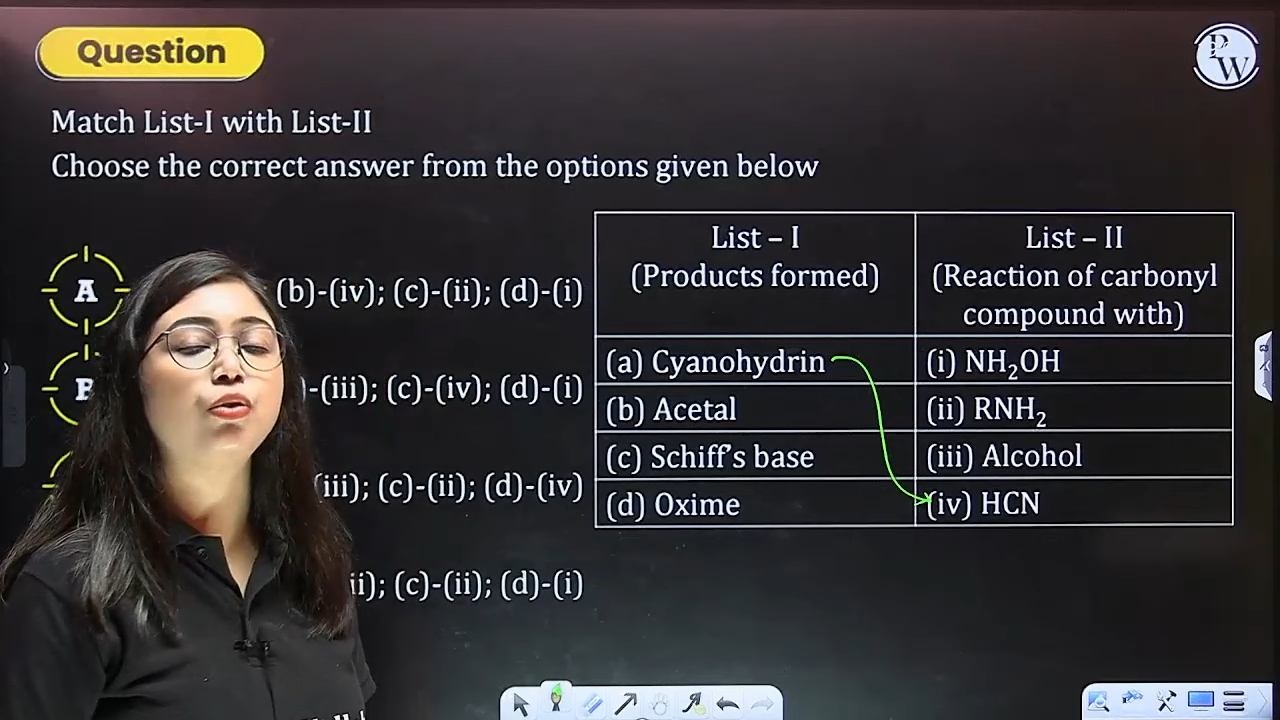 Question
PW
Match List-I with List-II
Choose the correct answer from the options given below
A (b)-(iv); (c)-(ii); (d)-(i)
-(iii); (c)-(iv); (d)-(i)
(iii); (c)-(ii); (d)-(iv)
(c)-(ii); (d)-(i)
List – I
(Products formed)
List – II
(Reaction of carbonyl
compound with)
(a) Cyanohydrin
(i) NH₂OH
(b) Acetal
(ii) RNH₂
(c) Schiff's base
(iii) Alcohol
(d) Oxime
(iv) HCN